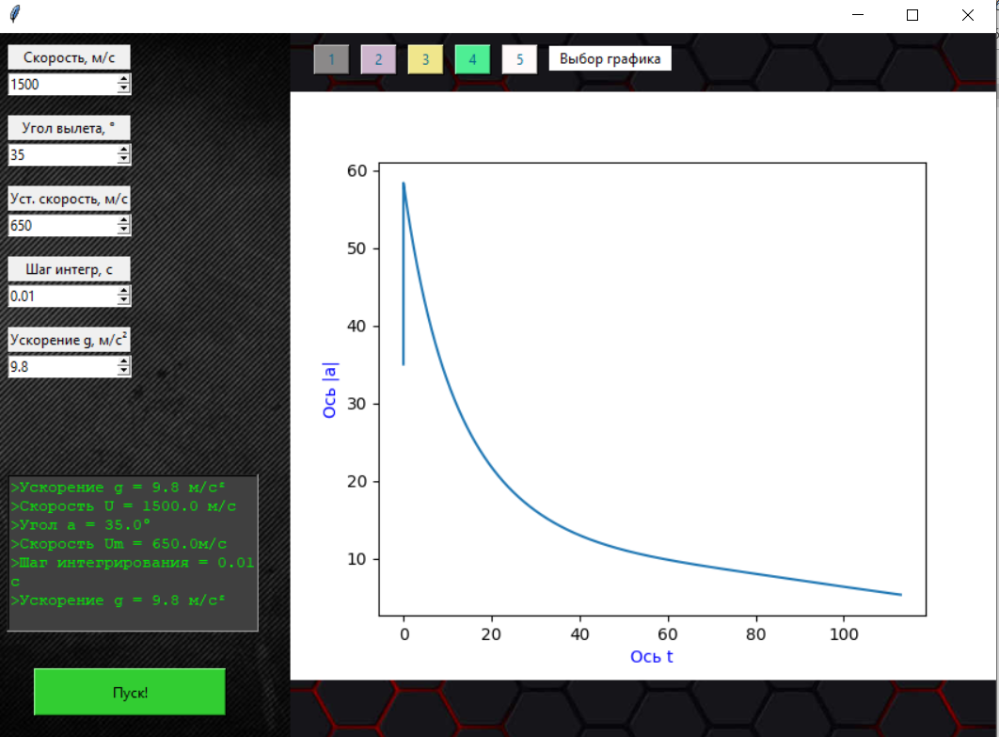 Скорость, м/с
1500
Угол вылета, °
35
Уст. скорость, м/с
650
Шаг интегр, с
0.01
Ускорение g, м/с²
9.8
>Ускорение g = 9.8 м/с²
>Скорость U = 1500.0 м/с
>Угол a = 35.0°
>Скорость Um = 650.0м/с
>Шаг интегрирования = 0.01
с
>Ускорение g = 9.8 м/с²
Пуск!
1 2 3 4 5 Выбор графика
60
50
40
30
20
10
Ось |a|
0 20 40 60 80 100
Ось t